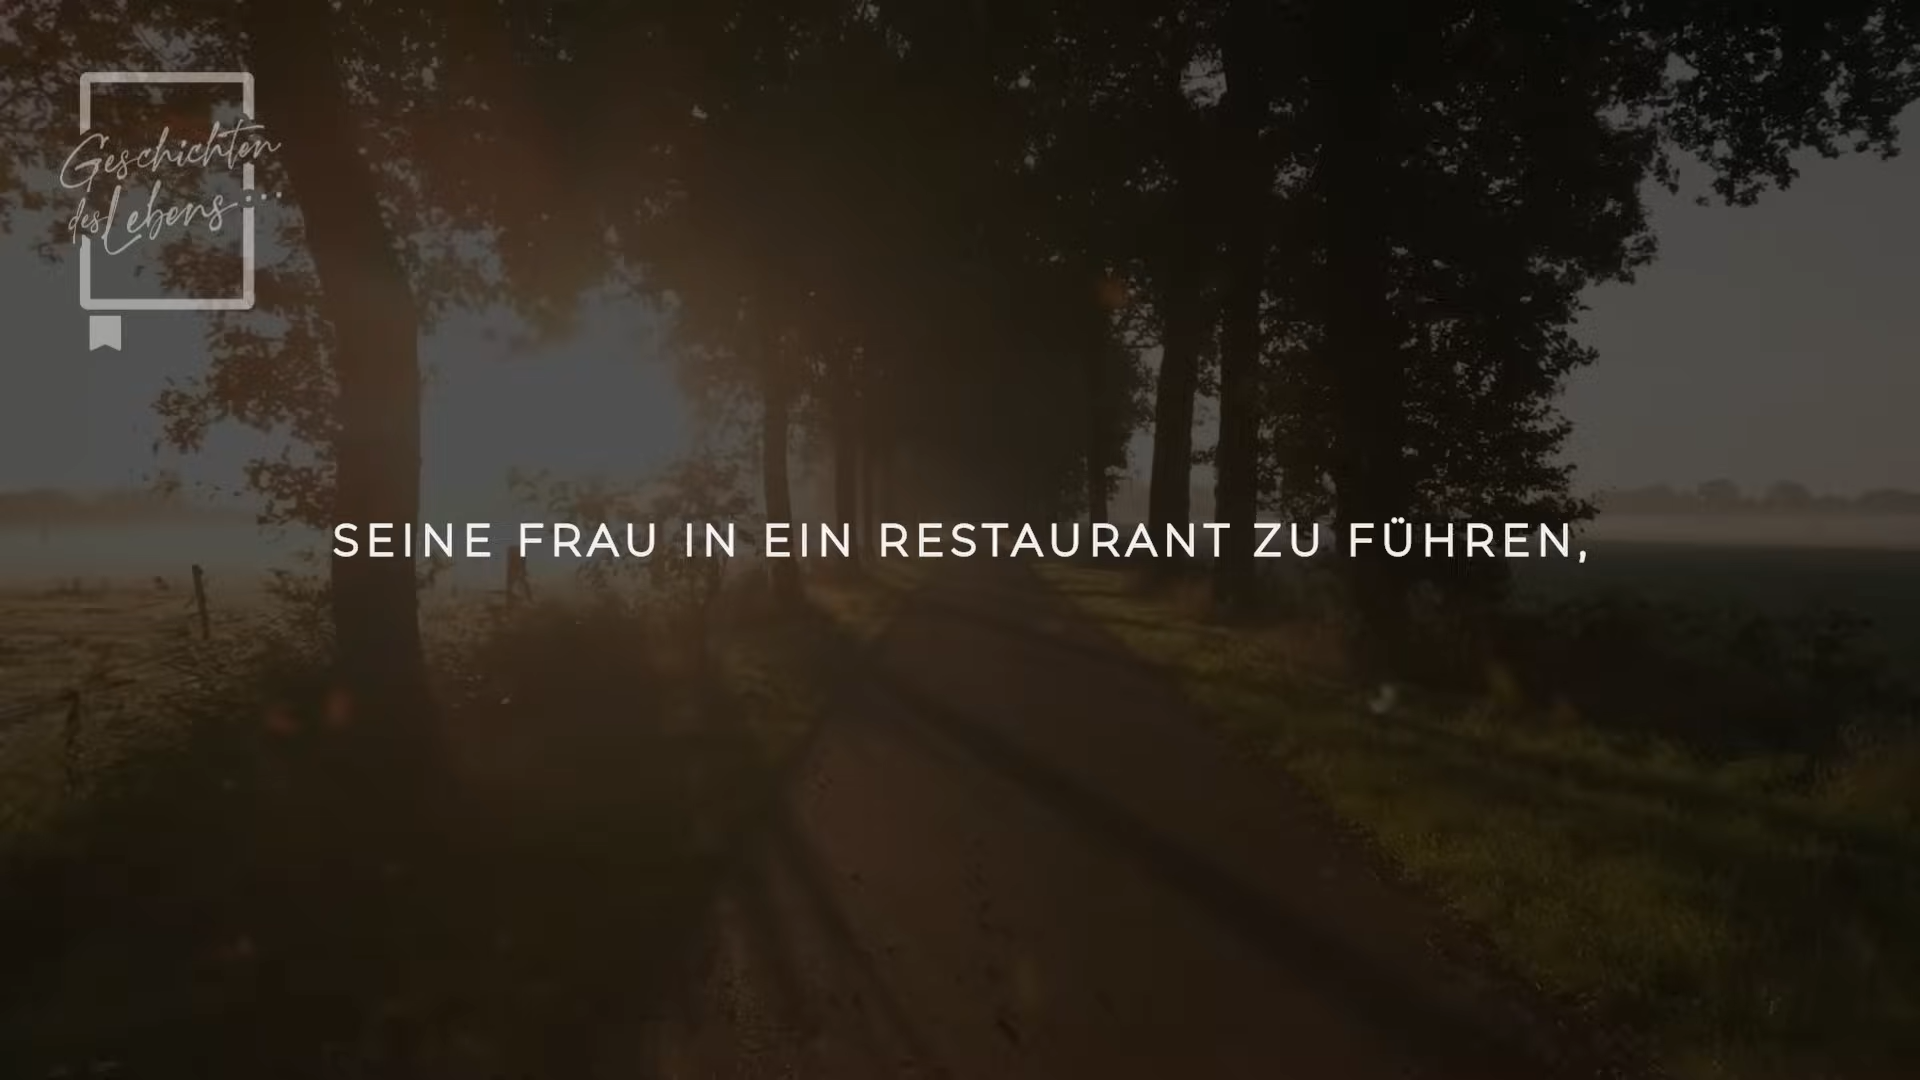 Geschichten
des Lebens...
SEINE FRAU IN EIN RESTAURANT ZU FÜHREN,